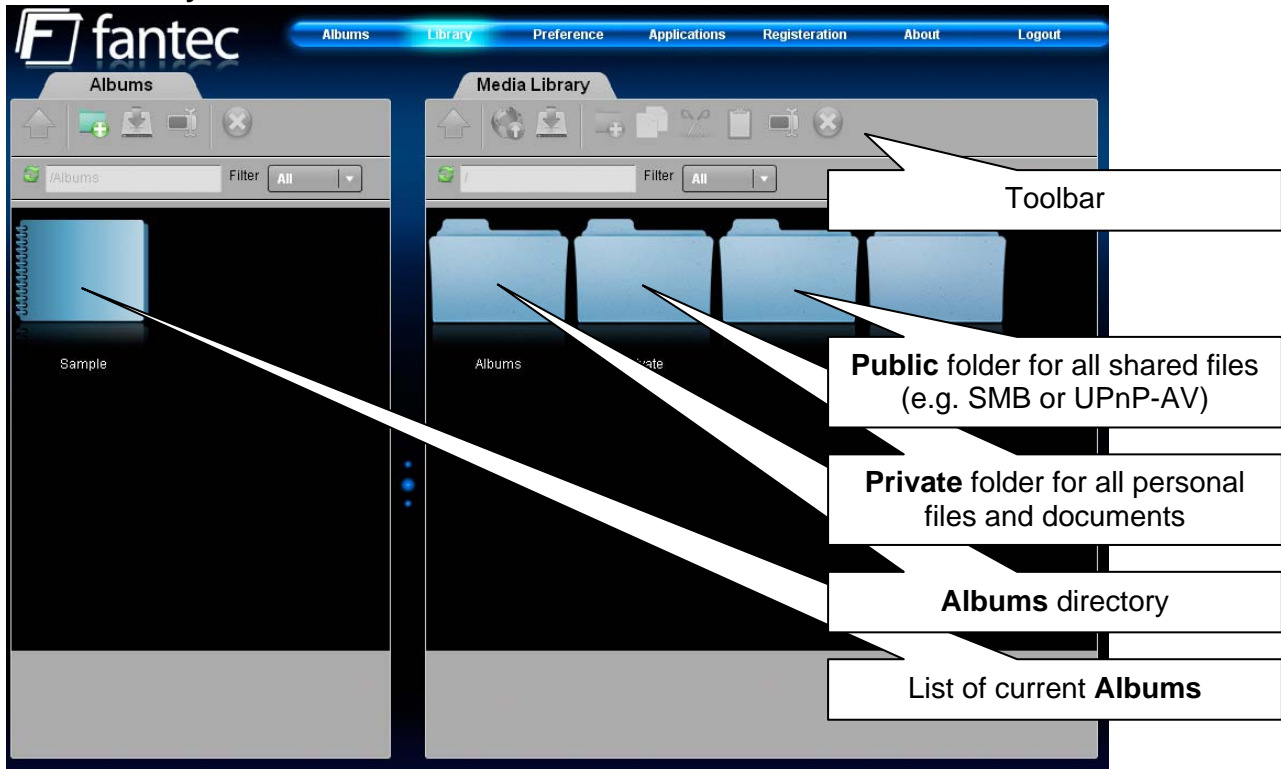 fantec
Albums Library Preference Applications Registeration About Logout
Albums
Media Library
/Albums
Filter All
/
Filter All
Toolbar
Sample
Albums
Public folder for all shared files
(e.g. SMB or UPnP-AV)
Private folder for all personal
files and documents
Albums directory
List of current Albums